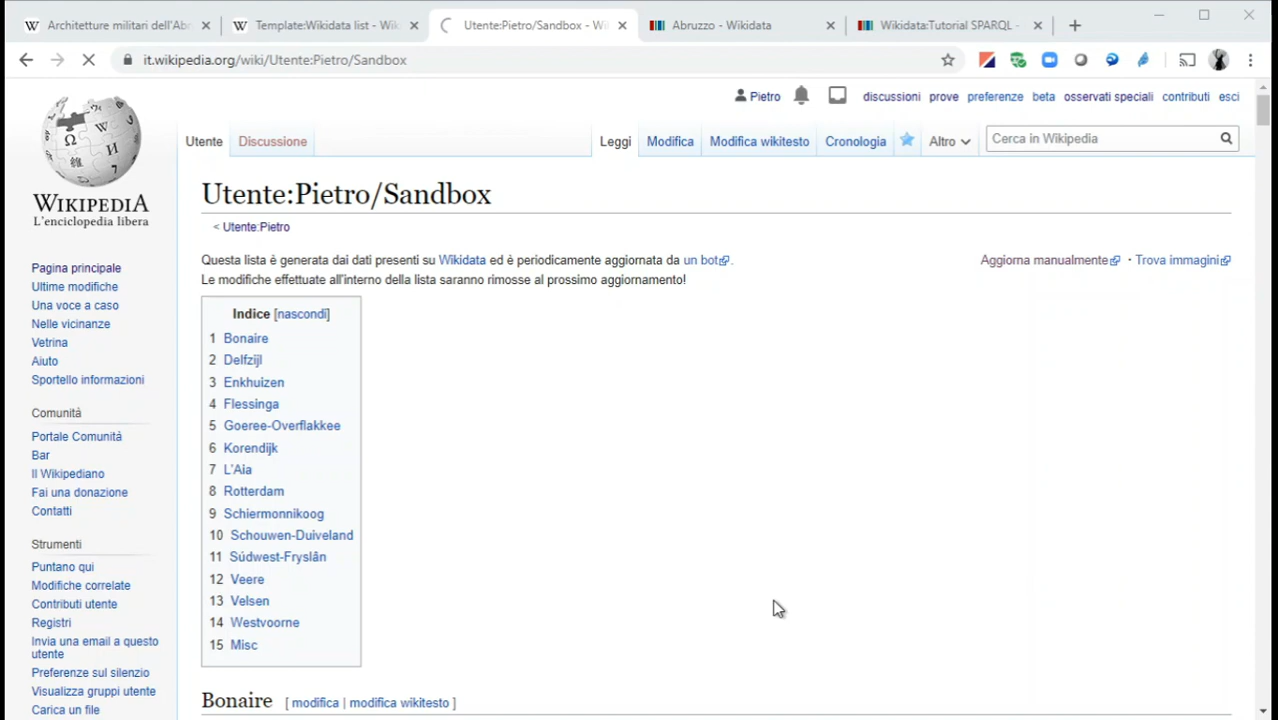 Architetture militari dell'Abr
Template:Wikidata list - Wik
Utente:Pietro/Sandbox - Wi
Abruzzo - Wikidata
Wikidata:Tutorial SPARQL -
it.wikipedia.org/wiki/Utente:Pietro/Sandbox
Pietro discussioni prove preferenze beta osservati speciali contributi esci
Utente Discussione Leggi Modifica Modifica wikitesto Cronologia Altro Cerca in Wikipedia
WIKIPEDIA
L'enciclopedia libera
Pagina principale
Ultime modifiche
Una voce a caso
Nelle vicinanze
Vetrina
Aiuto
Sportello informazioni
Comunità
Portale Comunità
Bar
Il Wikipediano
Fai una donazione
Contatti
Strumenti
Puntano qui
Modifiche correlate
Contributi utente
Registri
Invia una email a questo
utente
Preferenze sul silenzio
Visualizza gruppi utente
Carica un file
Utente:Pietro/Sandbox
< Utente:Pietro
Questa lista è generata dai dati presenti su Wikidata ed è periodicamente aggiornata da un bot. Aggiorna manualmente · Trova immagini
Le modifiche effettuate all'interno della lista saranno rimosse al prossimo aggiornamento!
Indice [nascondi]
1 Bonaire
2 Delfzijl
3 Enkhuizen
4 Flessinga
5 Goeree-Overflakkee
6 Korendijk
7 L'Aia
8 Rotterdam
9 Schiermonnikoog
10 Schouwen-Duiveland
11 Súdwest-Fryslân
12 Veere
13 Velsen
14 Westvoorne
15 Misc
Bonaire [ modifica | modifica wikitesto ]